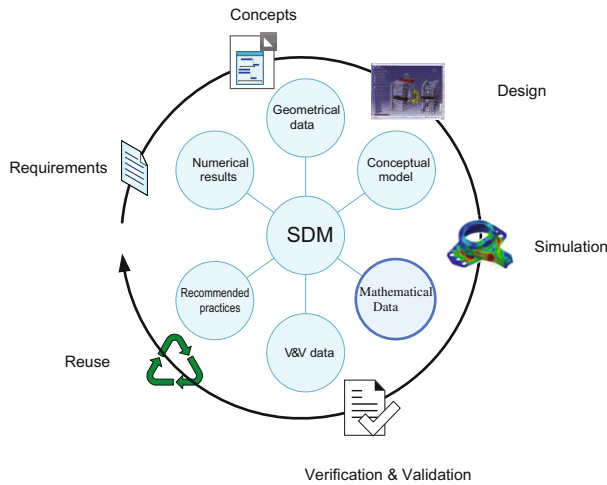 Concepts
Design
Geometrical
data
Requirements
Numerical
results
Conceptual
model
SDM
Simulation
Recommended
practices
Mathematical
Data
Reuse
V&V data
Verification & Validation